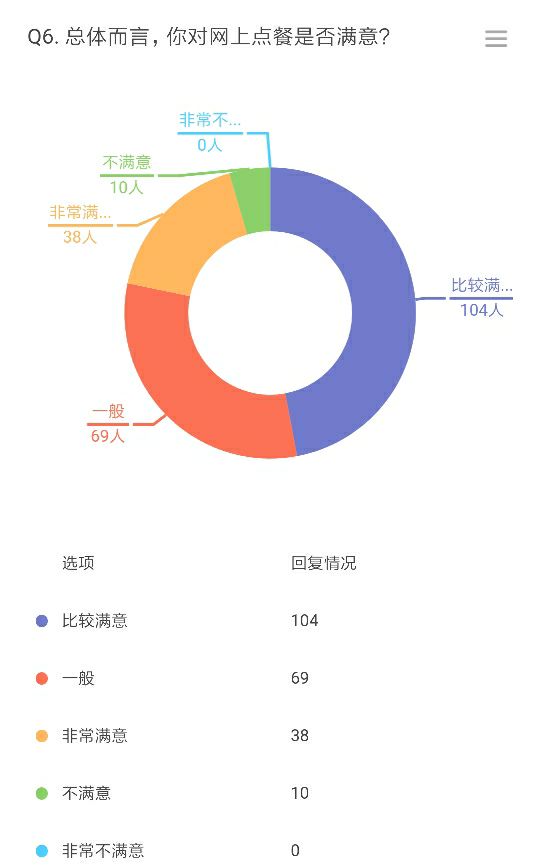 Q6. 总体而言，你对网上点餐是否满意？
非常不...
0人
不满意
10人
非常满...
38人
比较满...
104人
一般
69人
选项 回复情况
比较满意 104
一般 69
非常满意 38
不满意 10
非常不满意 0